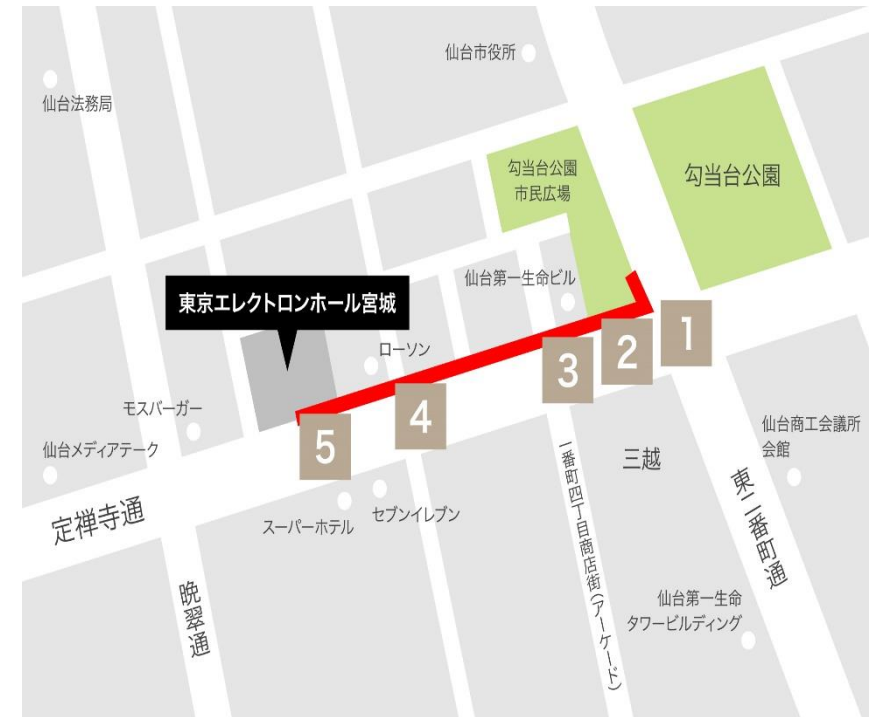 仙台市役所
仙台法務局
勾当台公園
市民広場
勾当台公園
仙台第一生命ビル
東京エレクトロンホール宮城
ローソン
1
2
3
4
5
モスバーガー
仙台メディアテーク
定禅寺通
スーパーホテル
セブンイレブン
三越
仙台商工会議所
会館
東二番町通
一番町四丁目商店街(アーケード)
晩翠通
仙台第一生命
タワービルディング